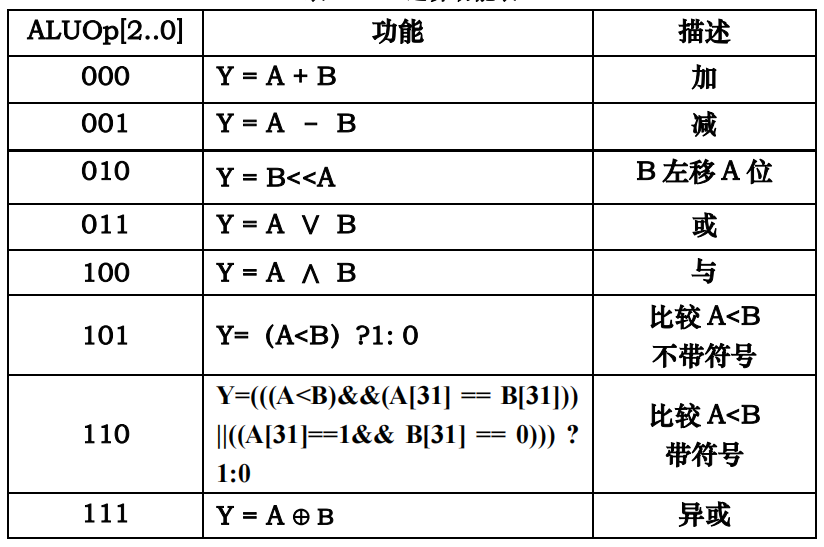 ALUOp[2..0] 功能 描述
000 Y = A + B 加
001 Y = A - B 减
010 Y = B<<A B 左移 A 位
011 Y = A ∨ B 或
100 Y = A ∧ B 与
101 Y= (A<B) ?1: 0 比较 A<B
不带符号
110 Y=(((A<B)&&(A[31] == B[31]))
||((A[31]==1&& B[31] == 0))) ?
1:0
比较 A<B
带符号
111 Y = A ⊕ B 异或